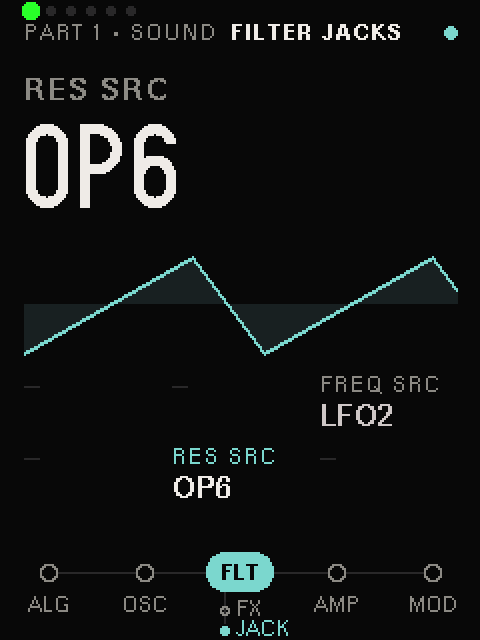 PART 1 · SOUND FILTER JACKS
RES SRC
OP6
FREQ SRC
LFO2
RES SRC
OP6
FLT
ALG OSC FX AMP MOD
JACK